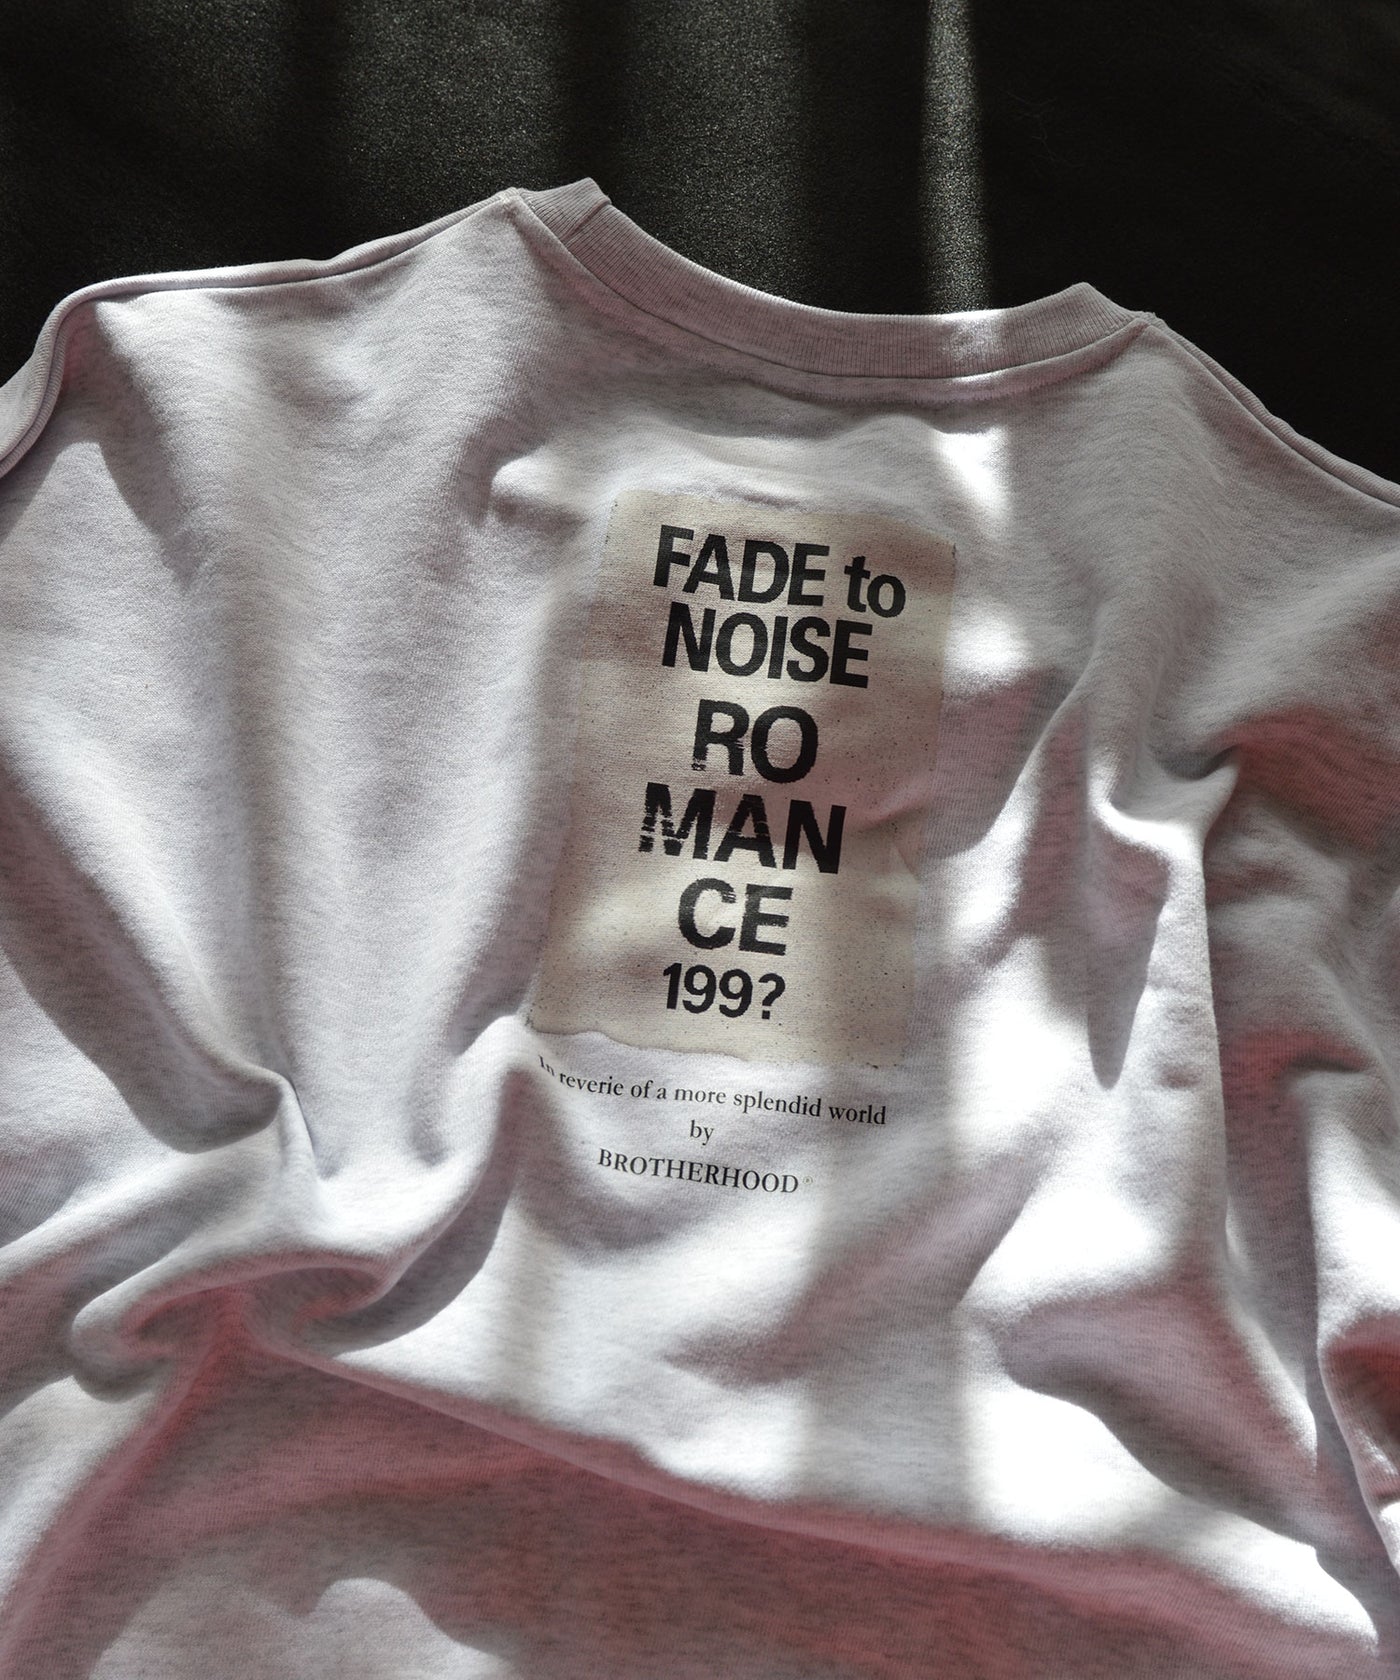 FADE to
NOISE
RO
MAN
CE
199?
In reverie of a more splendid world
by
BROTHERHOOD®